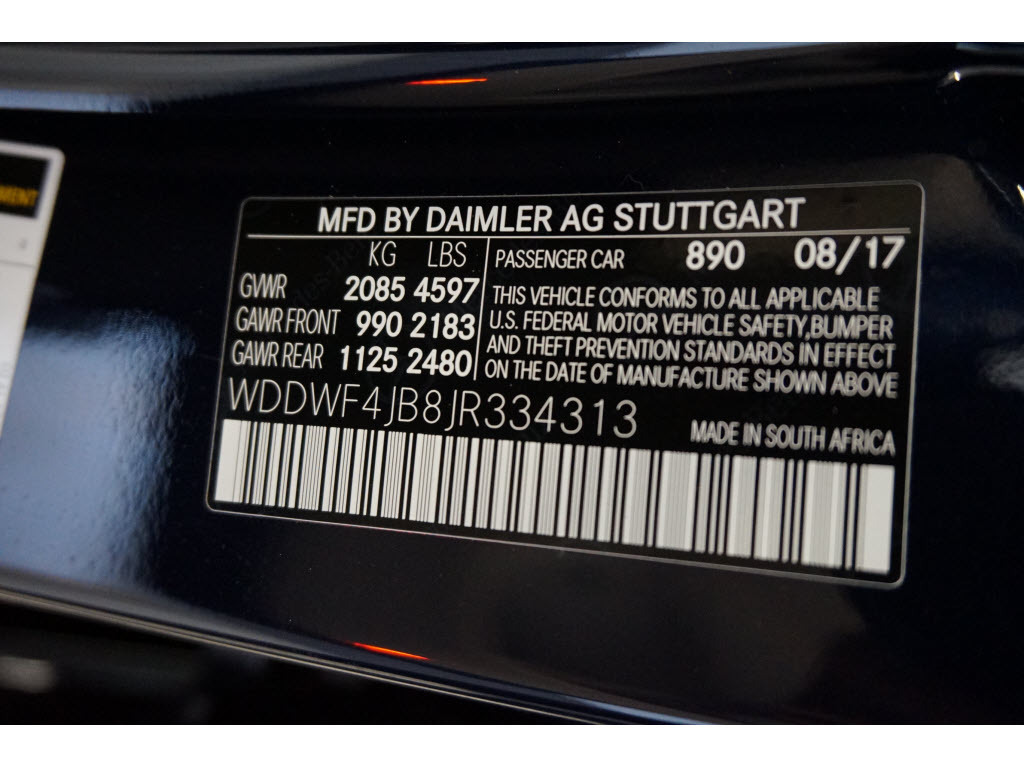 MENT
MFD BY DAIMLER AG STUTTGART
KG LBS
GVWR 2085 4597
GAWR FRONT 990 2183
GAWR REAR 1125 2480
PASSENGER CAR 890 08/17
THIS VEHICLE CONFORMS TO ALL APPLICABLE
U.S. FEDERAL MOTOR VEHICLE SAFETY,BUMPER
AND THEFT PREVENTION STANDARDS IN EFFECT
ON THE DATE OF MANUFACTURE SHOWN ABOVE
WDDWF4JB8JR334313
MADE IN SOUTH AFRICA